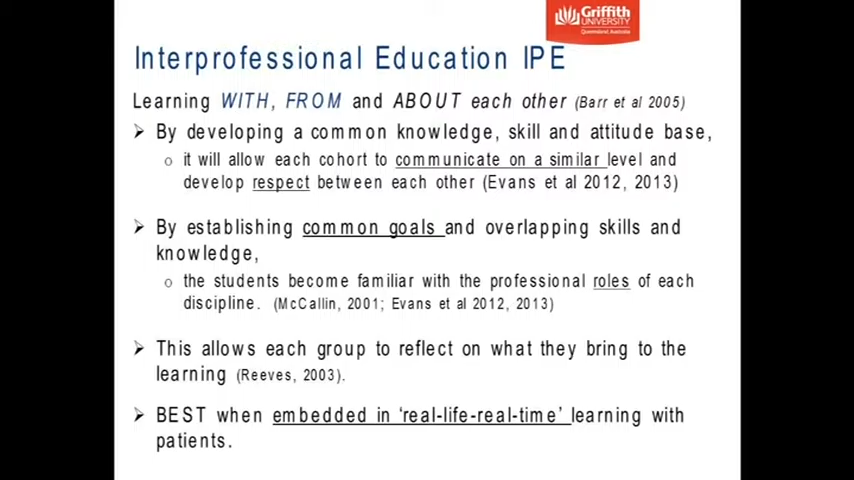 Griffith
UNIVERSITY
Queensland, Australia
Interprofessional Education IPE
Learning WITH, FROM and ABOUT each other (Barr et al 2005)
➢ By developing a common knowledge, skill and attitude base,
o it will allow each cohort to communicate on a similar level and
develop respect between each other (Evans et al 2012, 2013)
➢ By establishing common goals and overlapping skills and
knowledge,
o the students become familiar with the professional roles of each
discipline. (McCallin, 2001; Evans et al 2012, 2013)
➢ This allows each group to reflect on what they bring to the
learning (Reeves, 2003).
➢ BEST when embedded in ‘real-life-real-time’ learning with
patients.